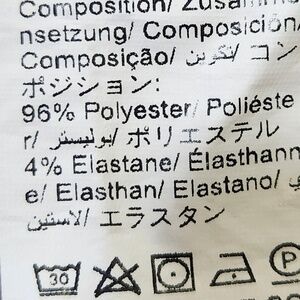 Composition/
nsetzung/ Composición/
Composição/ تكوين/ コン
ポジション:
96% Polyester/ Poliéste
r/ بوليستر/ ポリエステル
4% Elastane/ Élasthann
e/ Elasthan/ Elastano/
لاستين/ エラスタン
30 P